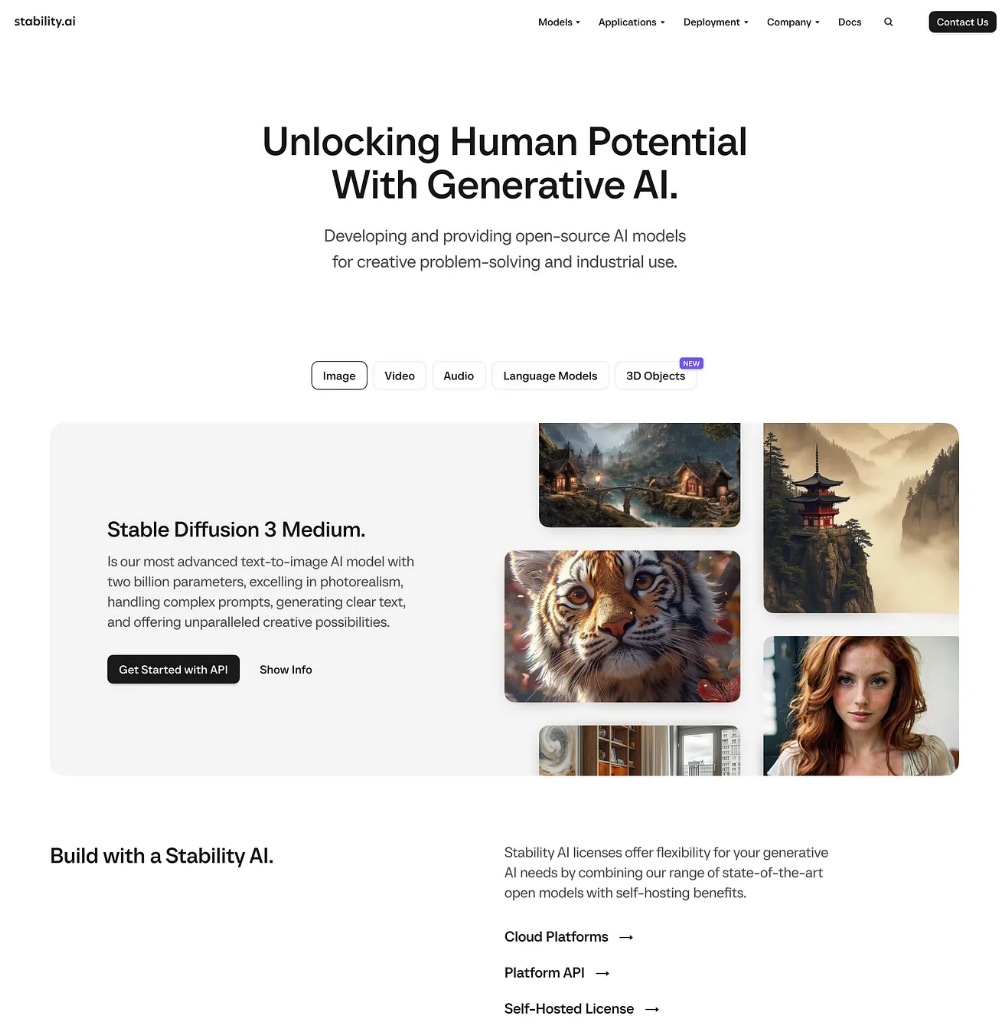 stability.ai
Models
Applications
Deployment
Company
Docs
Contact Us
Unlocking Human Potential
With Generative AI.
Developing and providing open-source AI models
for creative problem-solving and industrial use.
Image
Video
Audio
Language Models
3D Objects
NEW
Stable Diffusion 3 Medium.
Is our most advanced text-to-image AI model with
two billion parameters, excelling in photorealism,
handling complex prompts, generating clear text,
and offering unparalleled creative possibilities.
Get Started with API
Show Info
Build with a Stability AI.
Stability AI licenses offer flexibility for your generative
AI needs by combining our range of state-of-the-art
open models with self-hosting benefits.
Cloud Platforms →
Platform API →
Self-Hosted License →